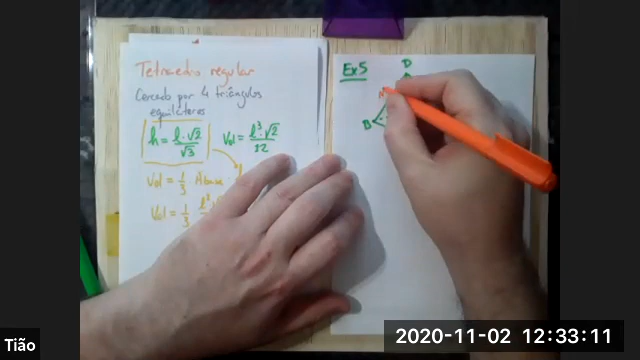 Tetraedro regular
Cercado por 4 triângulos
equiláteros
h = l·√2/√3 Vol = l³·√2/12
Vol = 1/3 Abase
Vol = 1/3
Ex5
D
M
B
Tião
2020-11-02 12:33:11